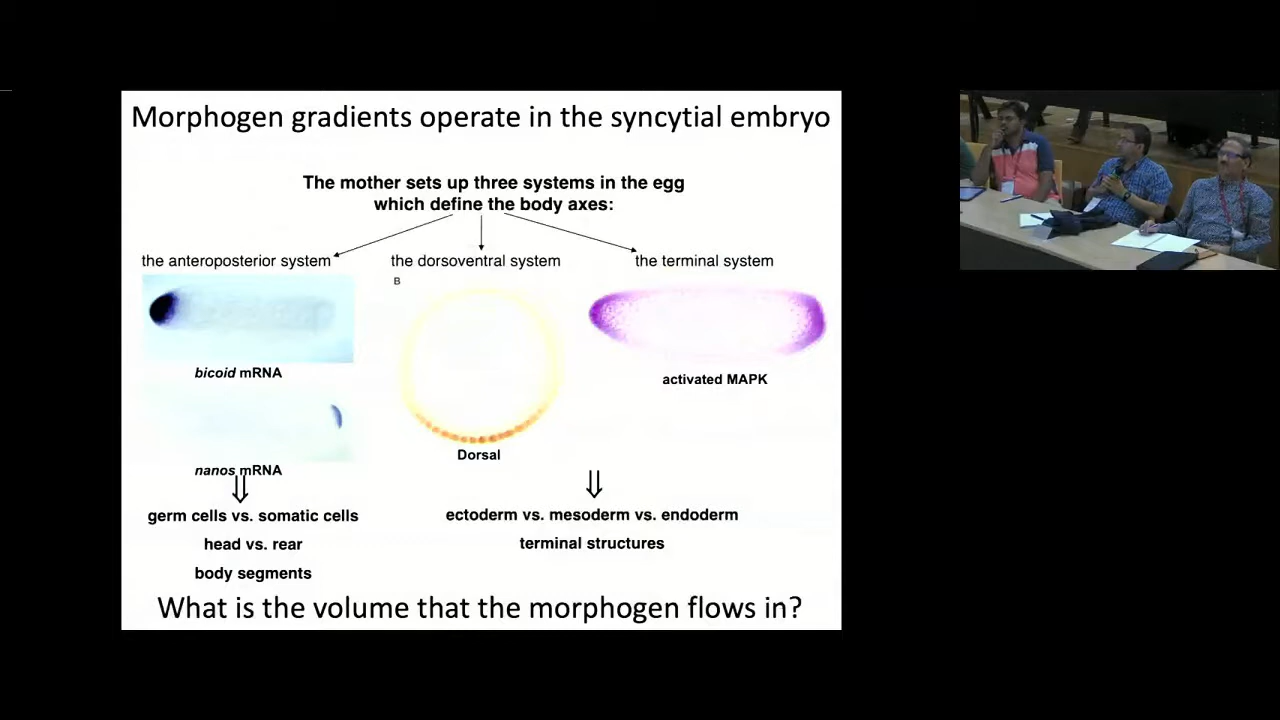 Morphogen gradients operate in the syncytial embryo
The mother sets up three systems in the egg
which define the body axes:
the anteroposterior system
the dorsoventral system
the terminal system
B
bicoid mRNA
activated MAPK
Dorsal
nanos mRNA
germ cells vs. somatic cells
head vs. rear
body segments
ectoderm vs. mesoderm vs. endoderm
terminal structures
What is the volume that the morphogen flows in?